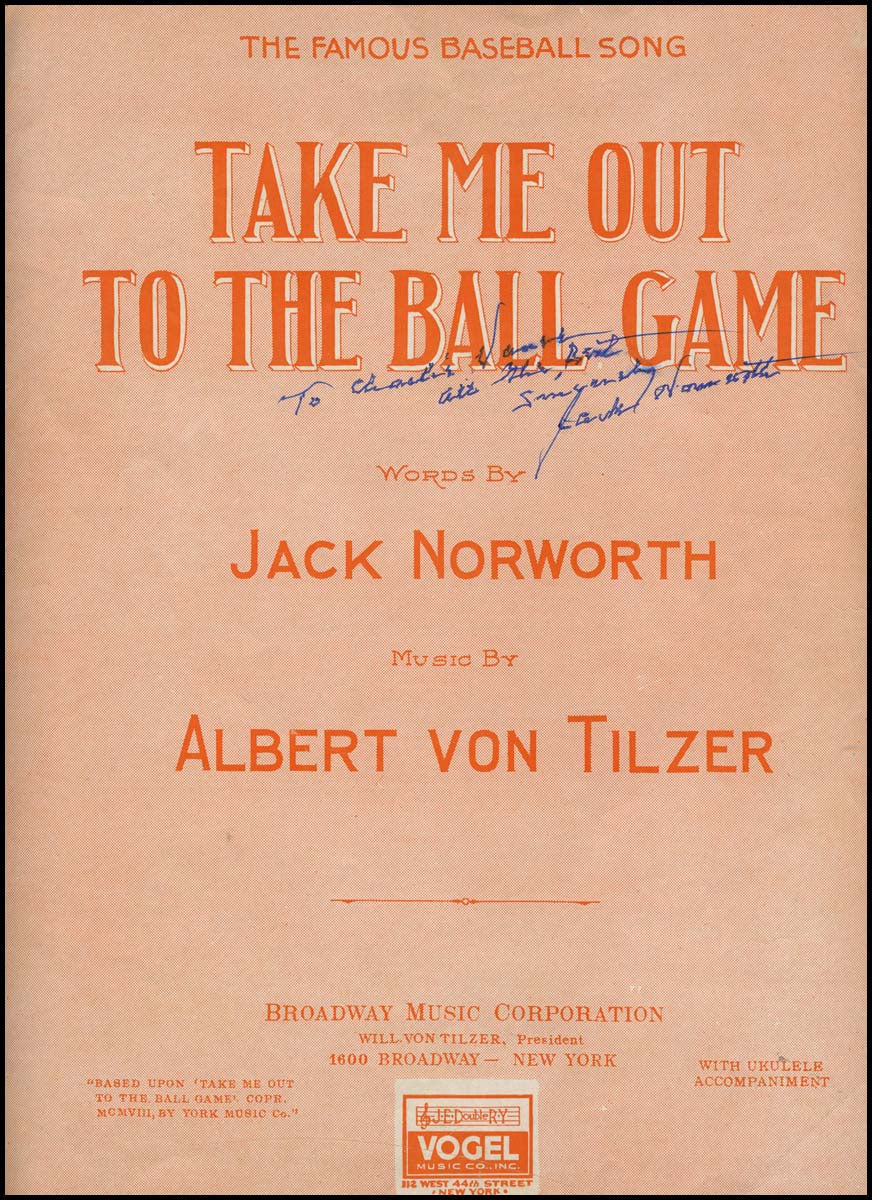 THE FAMOUS BASEBALL SONG
TAKE ME OUT
TO THE BALL GAME
To
all the Best
Sincerely
Jack Norworth
WORDS BY
JACK NORWORTH
MUSIC BY
ALBERT VON TILZER
BROADWAY MUSIC CORPORATION
WILL VON TILZER, President
1600 BROADWAY — NEW YORK
WITH UKULELE
ACCOMPANIMENT
"BASED UPON 'TAKE ME OUT
TO THE BALL GAME'. COPR.
MCMVIII, BY YORK MUSIC Co."
J.E.DoubleR.Y
VOGEL
MUSIC CO., INC.
112 WEST 44th STREET
• NEW YORK •